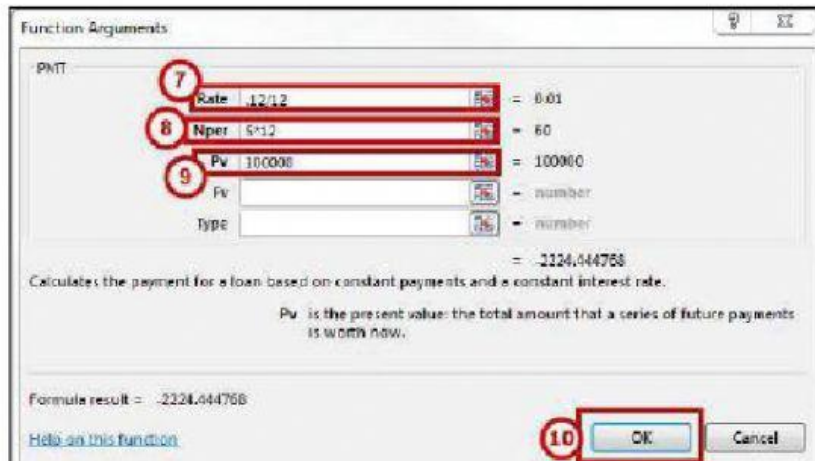 Function Arguments
PMT
7
Rate .12/12 = 0.01
8 Nper 5*12 = 60
9 Pv 100000 = 100000
Fv = number
Type = number
= -2224.444768
Calculates the payment for a loan based on constant payments and a constant interest rate.
Pv is the present value: the total amount that a series of future payments
is worth now.
Formula result = -2224.444768
Help on this function 10 OK Cancel